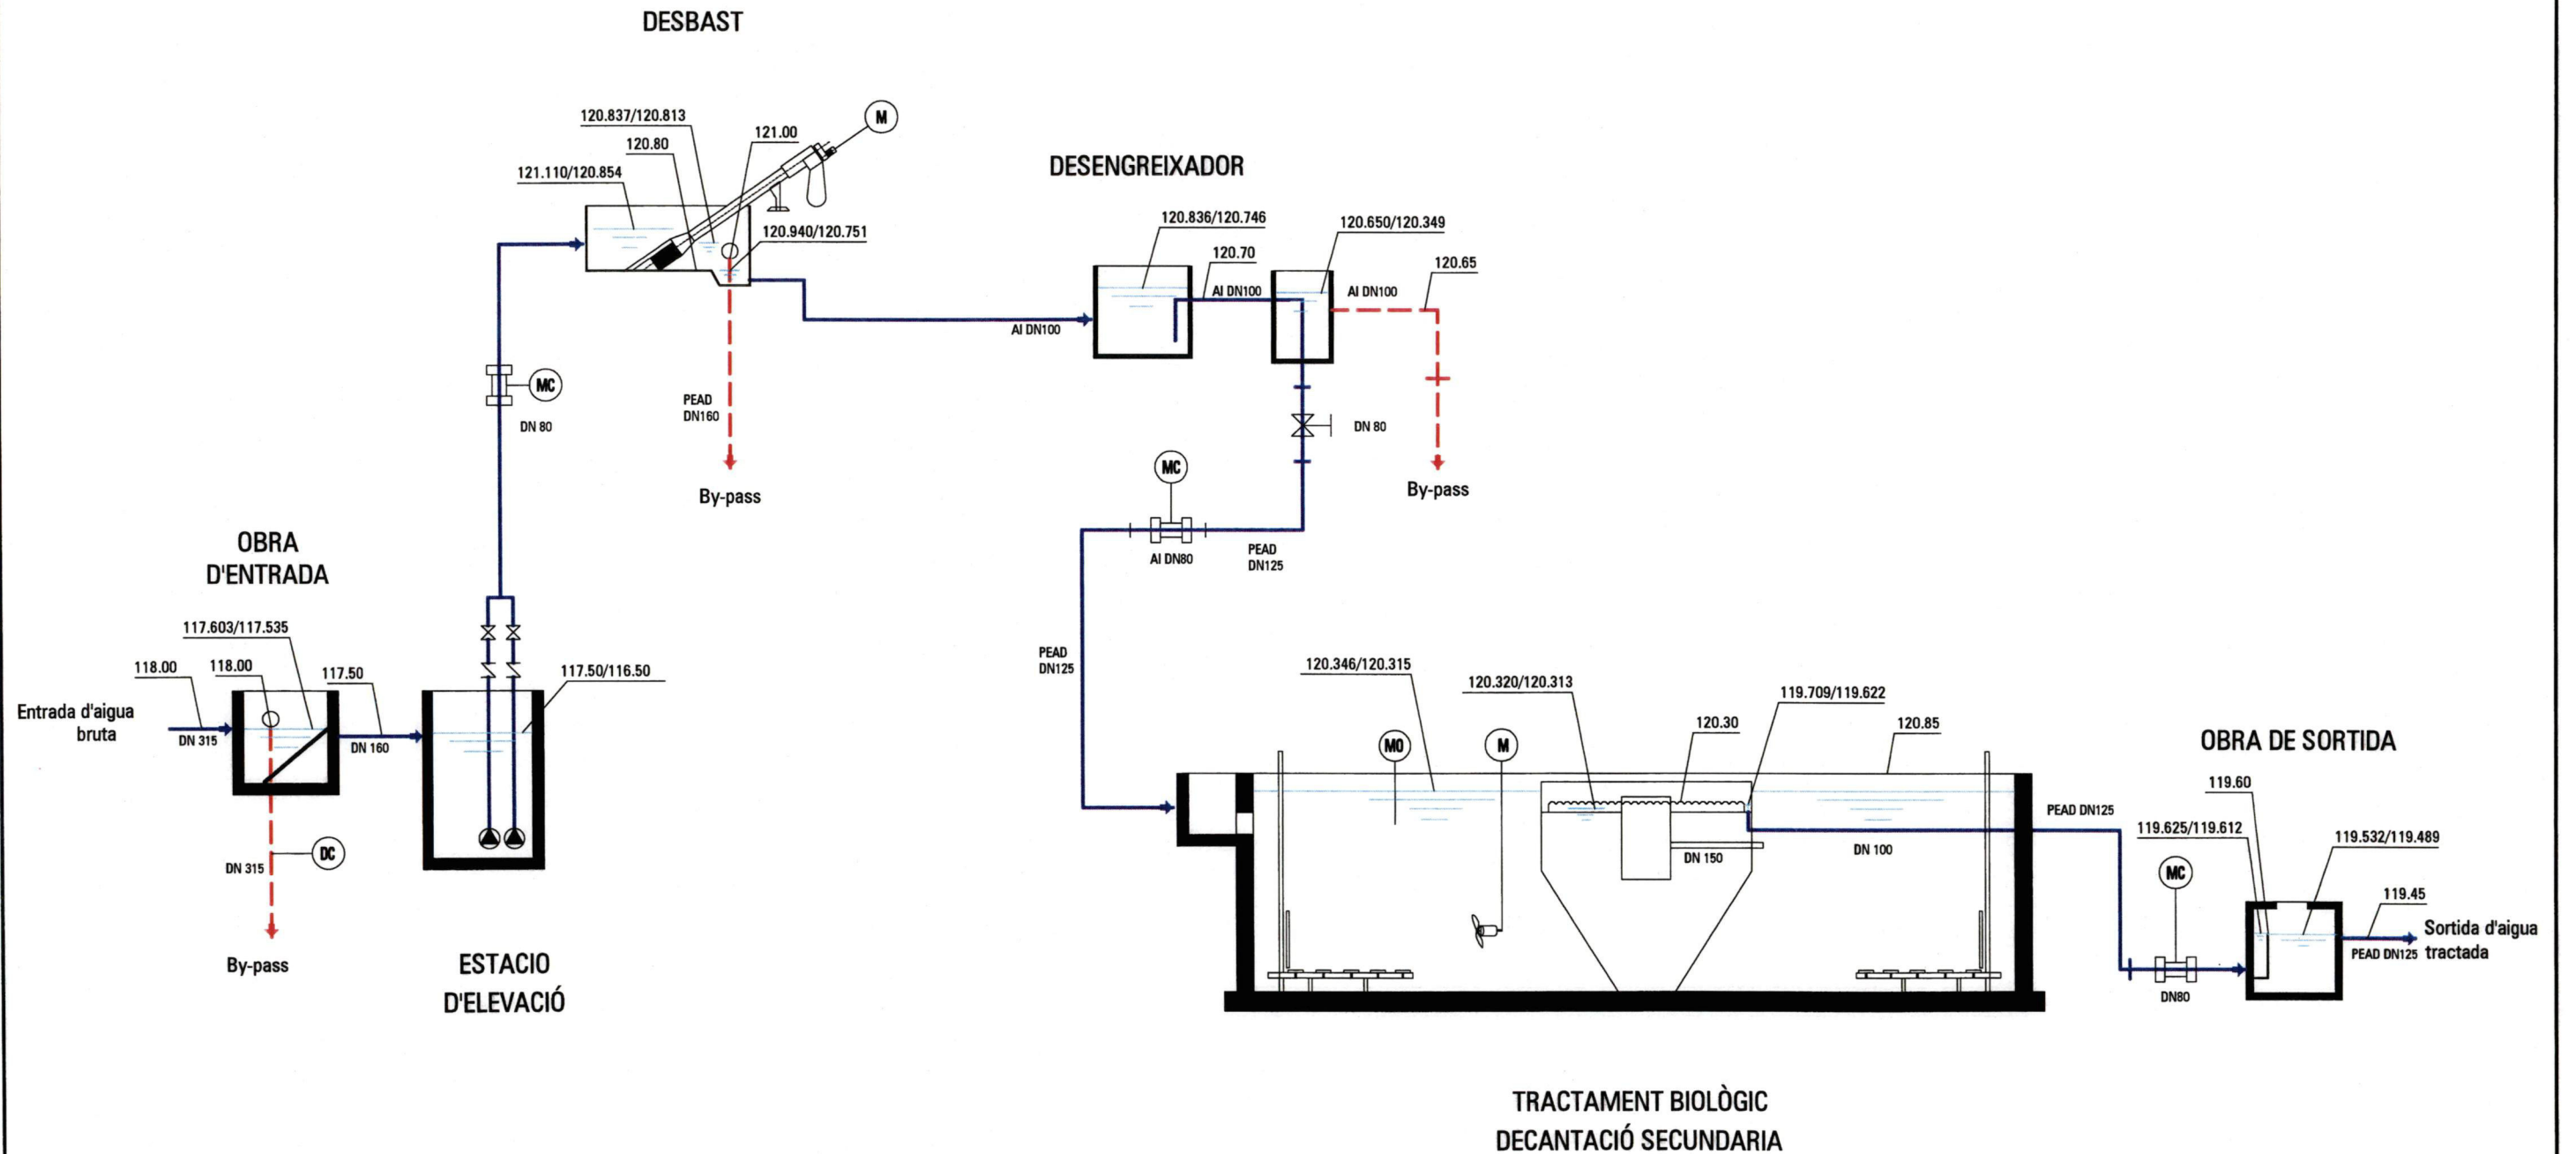 DESBAST
120.837/120.813
120.80
121.110/120.854
121.00
M
120.940/120.751
DESENGREIXADOR
120.836/120.746
120.70
AI DN100
120.650/120.349
AI DN100
120.65
AI DN100
MC
DN 80
PEAD
DN160
By-pass
DN 80
MC
AI DN80
PEAD
DN125
By-pass
OBRA
D'ENTRADA
117.603/117.535
118.00
118.00
117.50
117.50/116.50
Entrada d'aigua
bruta
DN 315
DN 160
DC
DN 315
By-pass
ESTACIO
D'ELEVACIÓ
PEAD
DN125
120.346/120.315
120.320/120.313
119.709/119.622
120.30
120.85
MO
M
DN 150
DN 100
PEAD DN125
OBRA DE SORTIDA
119.60
119.625/119.612
119.532/119.489
MC
119.45
Sortida d'aigua
tractada
PEAD DN125
DN80
TRACTAMENT BIOLÒGIC
DECANTACIÓ SECUNDARIA